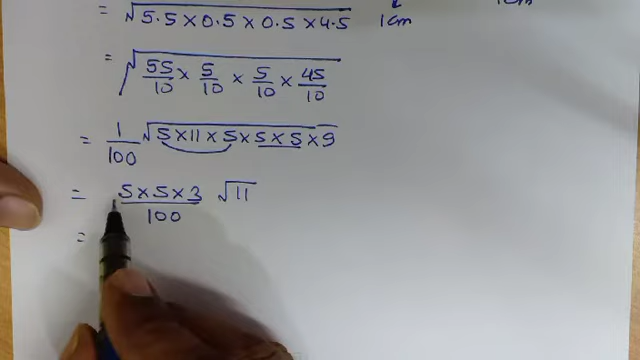 = √5.5×0.5×0.5×4.5 1cm
= √55/10 × 5/10 × 5/10 × 45/10
= 1/100 √5×11×5×5×5×9
= 5×5×3/100 √11
=